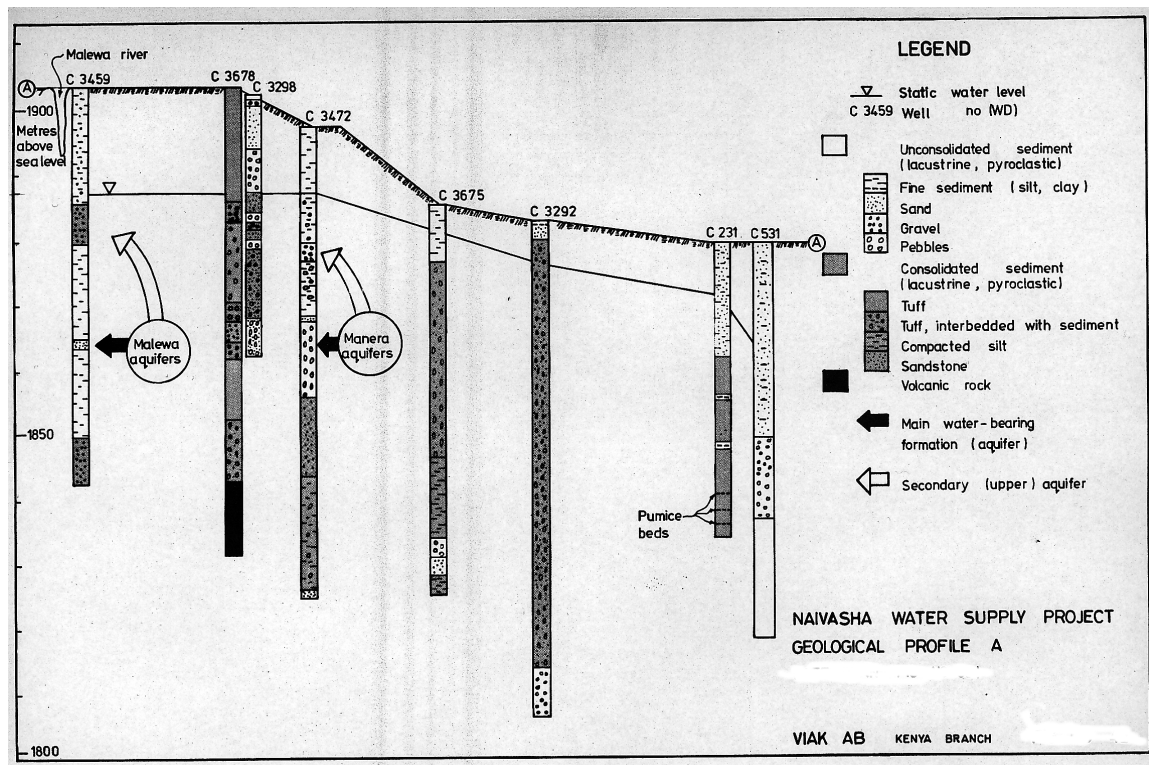 Malewa river
A
C 3459
C 3678
C 3298
C 3472
C 3675
C 3292
C 231
C 531
A
1900
Metres
above
sea level
1850
1800
Malewa
aquifers
Manera
aquifers
Pumice
beds
LEGEND
Static water level
C 3459 Well no (WD)
Unconsolidated sediment
(lacustrine, pyroclastic)
Fine sediment (silt, clay)
Sand
Gravel
Pebbles
Consolidated sediment
(lacustrine, pyroclastic)
Tuff
Tuff, interbedded with sediment
Compacted silt
Sandstone
Volcanic rock
Main water-bearing
formation (aquifer)
Secondary (upper) aquifer
NAIVASHA WATER SUPPLY PROJECT
GEOLOGICAL PROFILE A
VIAK AB KENYA BRANCH